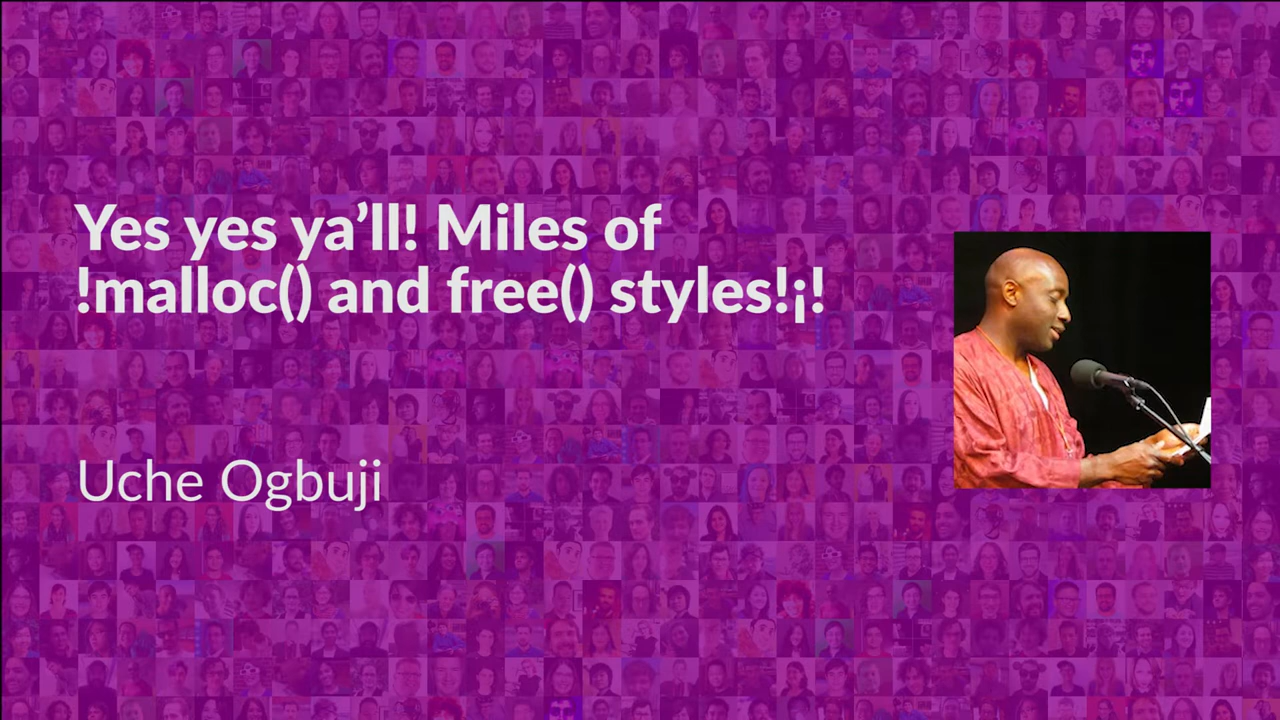 Yes yes ya’ll! Miles of
!malloc() and free() styles!¡!
Uche Ogbuji